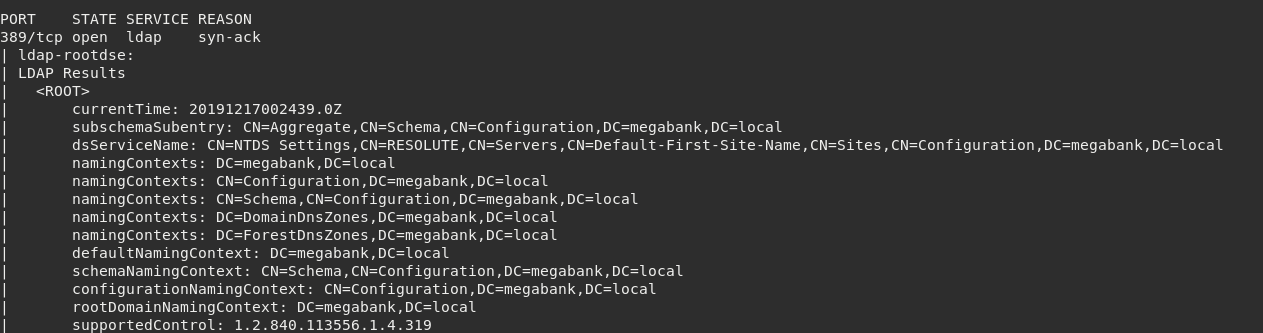 PORT    STATE SERVICE REASON
389/tcp open  ldap    syn-ack
| ldap-rootdse:
| LDAP Results
|   <ROOT>
|       currentTime: 20191217002439.0Z
|       subschemaSubentry: CN=Aggregate,CN=Schema,CN=Configuration,DC=megabank,DC=local
|       dsServiceName: CN=NTDS Settings,CN=RESOLUTE,CN=Servers,CN=Default-First-Site-Name,CN=Sites,CN=Configuration,DC=megabank,DC=local
|       namingContexts: DC=megabank,DC=local
|       namingContexts: CN=Configuration,DC=megabank,DC=local
|       namingContexts: CN=Schema,CN=Configuration,DC=megabank,DC=local
|       namingContexts: DC=DomainDnsZones,DC=megabank,DC=local
|       namingContexts: DC=ForestDnsZones,DC=megabank,DC=local
|       defaultNamingContext: DC=megabank,DC=local
|       schemaNamingContext: CN=Schema,CN=Configuration,DC=megabank,DC=local
|       configurationNamingContext: CN=Configuration,DC=megabank,DC=local
|       rootDomainNamingContext: DC=megabank,DC=local
|       supportedControl: 1.2.840.113556.1.4.319